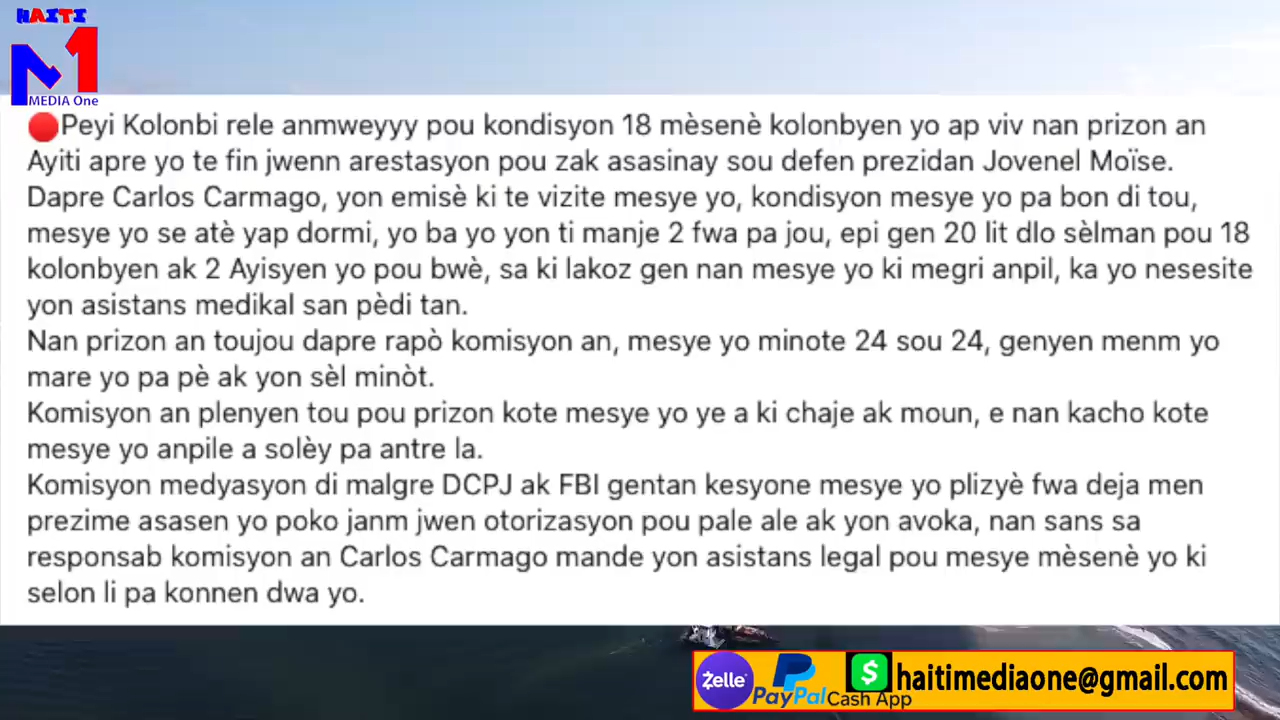 HAITI
M1
MEDIA One
🔴Peyi Kolonbi rele anmweyyy pou kondisyon 18 mèsenè kolonbyen yo ap viv nan prizon an
Ayiti apre yo te fin jwenn arestasyon pou zak asasinay sou defen prezidan Jovenel Moïse.
Dapre Carlos Carmago, yon emisè ki te vizite mesye yo, kondisyon mesye yo pa bon di tou,
mesye yo se atè yap dormi, yo ba yo yon ti manje 2 fwa pa jou, epi gen 20 lit dlo sèlman pou 18
kolonbyen ak 2 Ayisyen yo pou bwè, sa ki lakoz gen nan mesye yo ki megri anpil, ka yo nesesite
yon asistans medikal san pèdi tan.
Nan prizon an toujou dapre rapò komisyon an, mesye yo minote 24 sou 24, genyen menm yo
mare yo pa pè ak yon sèl minòt.
Komisyon an plenyen tou pou prizon kote mesye yo ye a ki chaje ak moun, e nan kacho kote
mesye yo anpile a solèy pa antre la.
Komisyon medyasyon di malgre DCPJ ak FBI gentan kesyone mesye yo plizyè fwa deja men
prezime asasen yo poko janm jwen otorizasyon pou pale ale ak yon avoka, nan sans sa
responsab komisyon an Carlos Carmago mande yon asistans legal pou mesye mèsenè yo ki
selon li pa konnen dwa yo.
Zelle PayPal $ Cash App haitimediaone@gmail.com